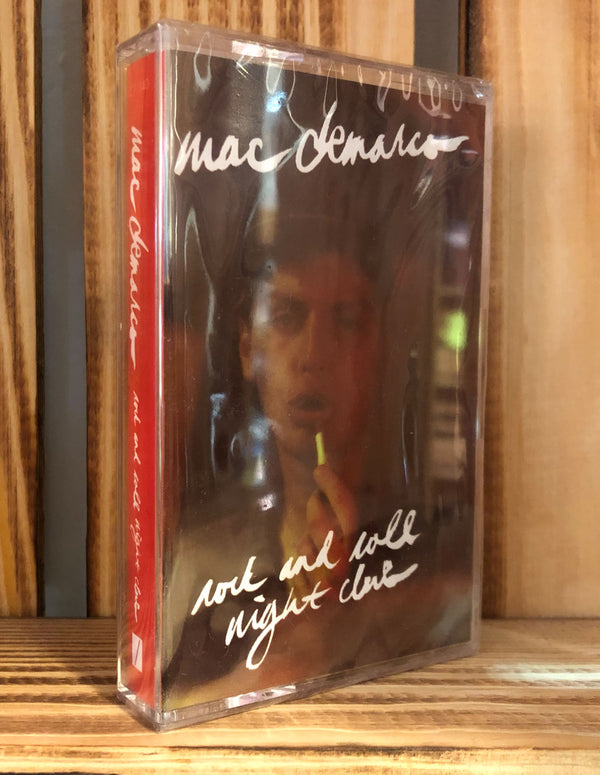 mac demarco
rock and roll
night club
mac demarco rock and roll night club